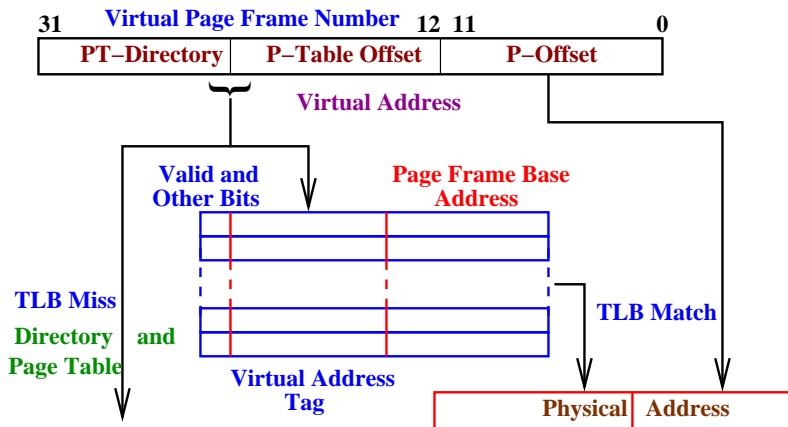 Virtual Page Frame Number
31 12 11 0
PT−Directory P−Table Offset P−Offset
Virtual Address
Valid and
Other Bits
Page Frame Base
Address
TLB Miss
Directory and
Page Table
TLB Match
Virtual Address
Tag
Physical Address